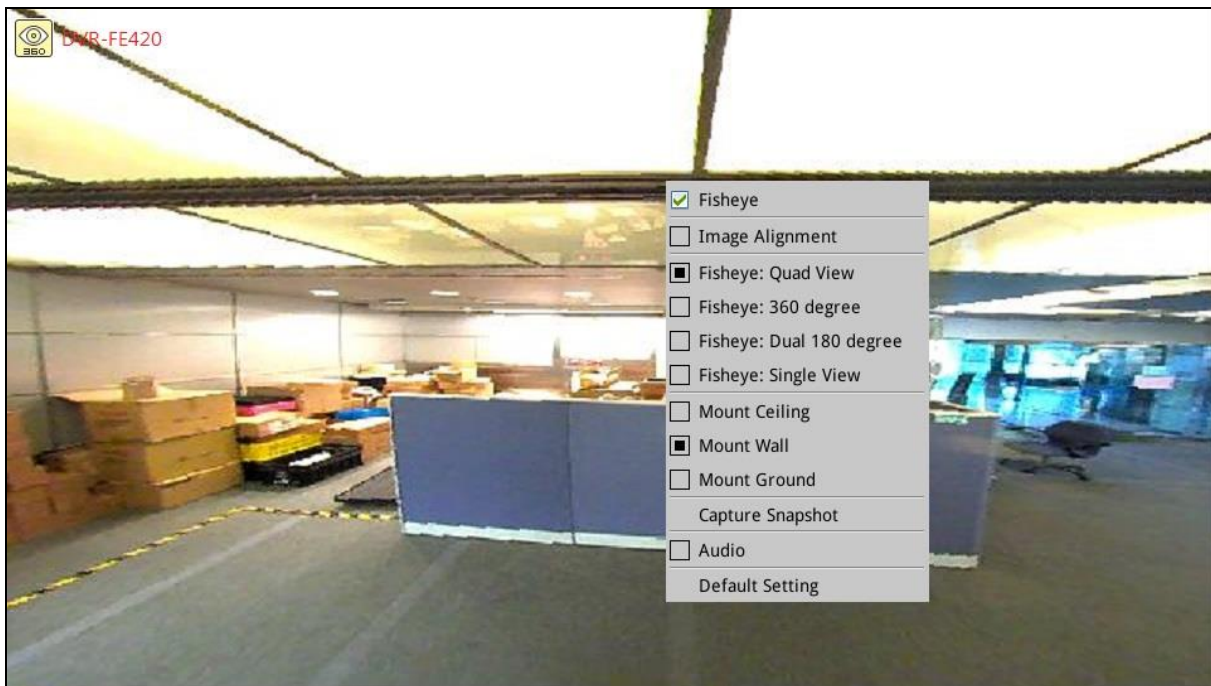 360
DVR-FE420
Fisheye
Image Alignment
Fisheye: Quad View
Fisheye: 360 degree
Fisheye: Dual 180 degree
Fisheye: Single View
Mount Ceiling
Mount Wall
Mount Ground
Capture Snapshot
Audio
Default Setting